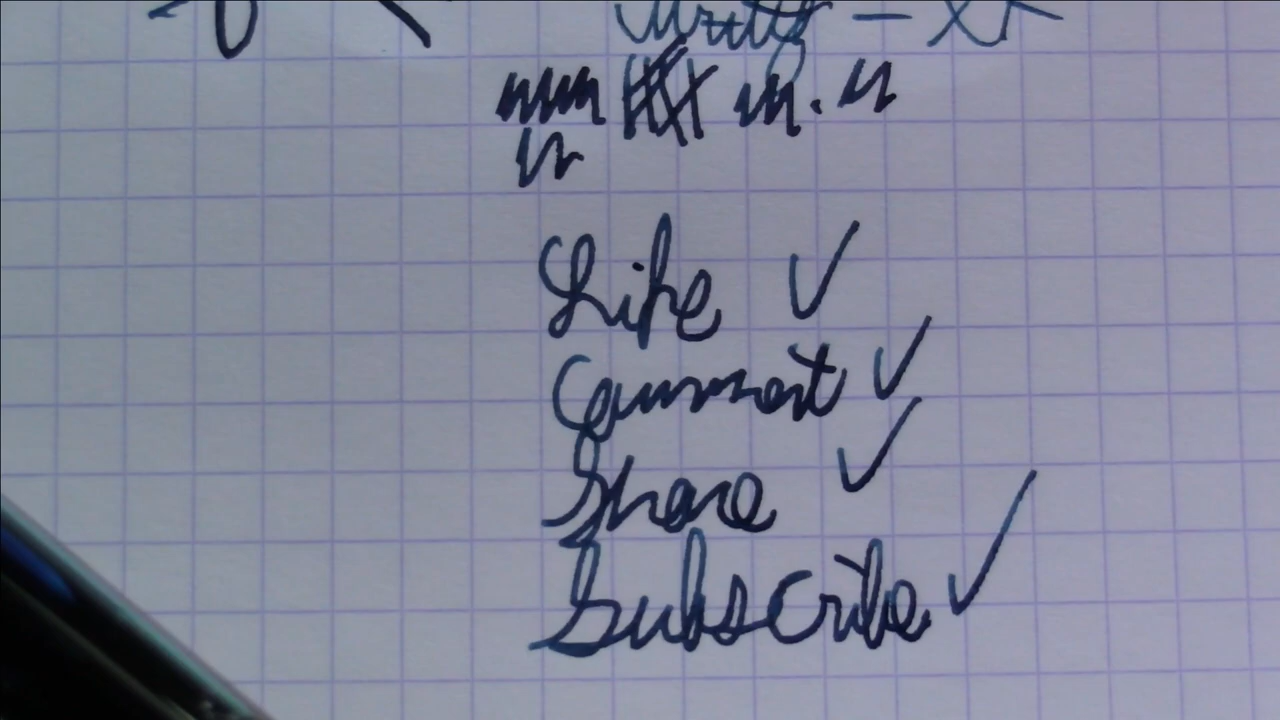 Like ✓
Comment ✓
Share ✓
Subscribe ✓